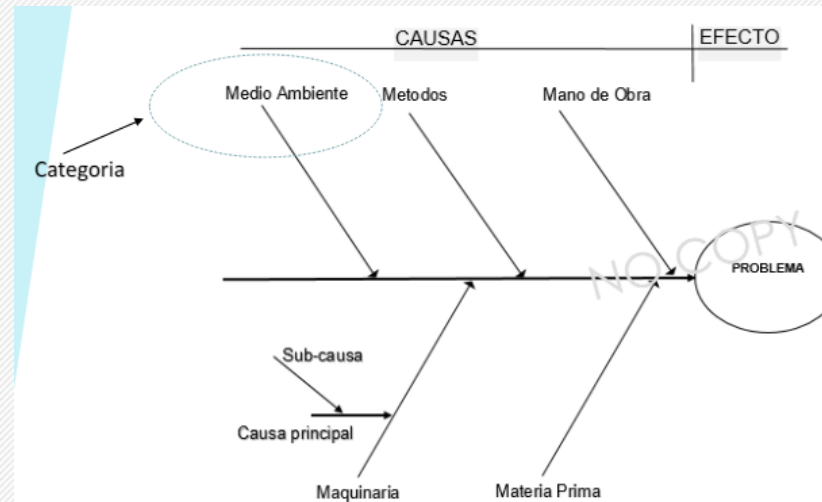 CAUSAS
EFECTO
Medio Ambiente
Metodos
Mano de Obra
Categoria
NO COPY
PROBLEMA
Sub-causa
Causa principal
Maquinaria
Materia Prima